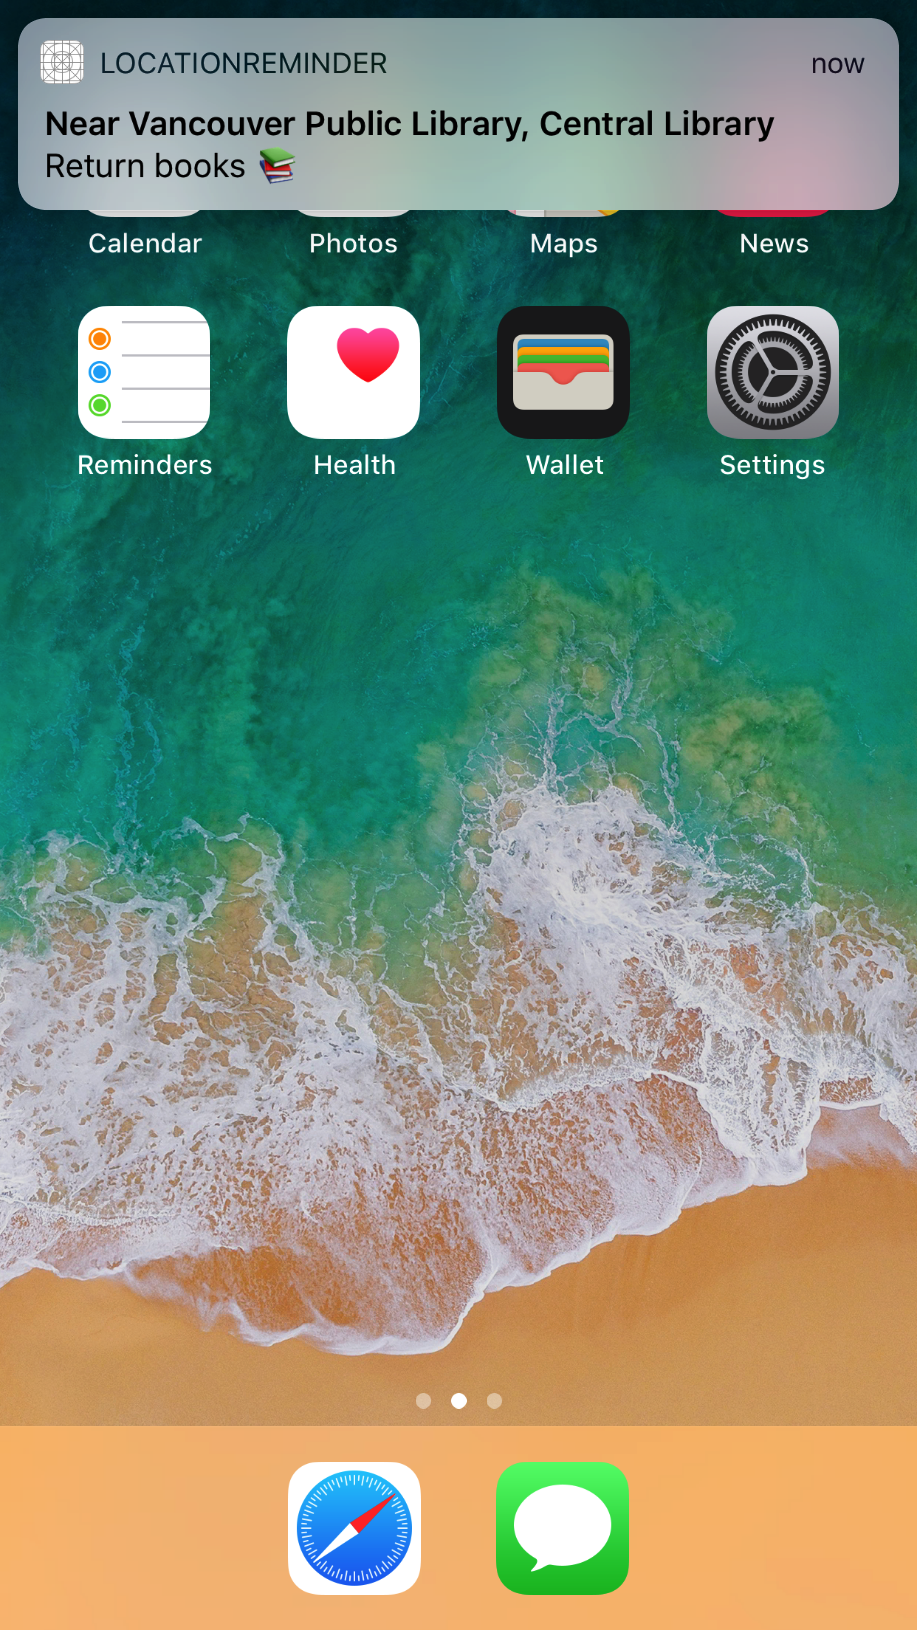 LOCATIONREMINDER now
Near Vancouver Public Library, Central Library
Return books 📚
Calendar Photos Maps News
Reminders Health Wallet Settings